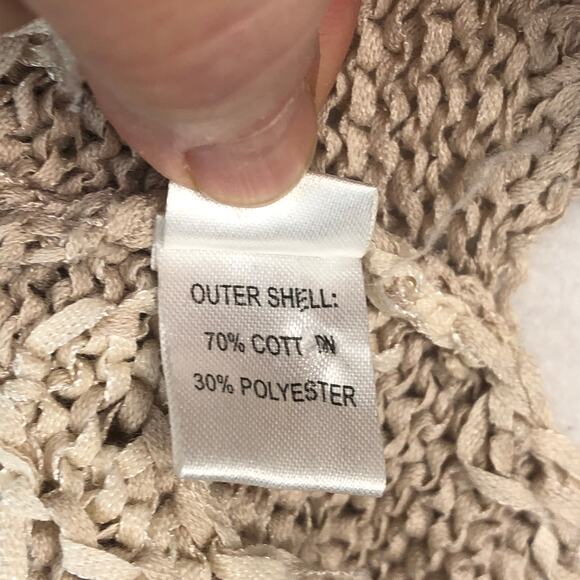 OUTER SHELL:
70% COTTON
30% POLYESTER